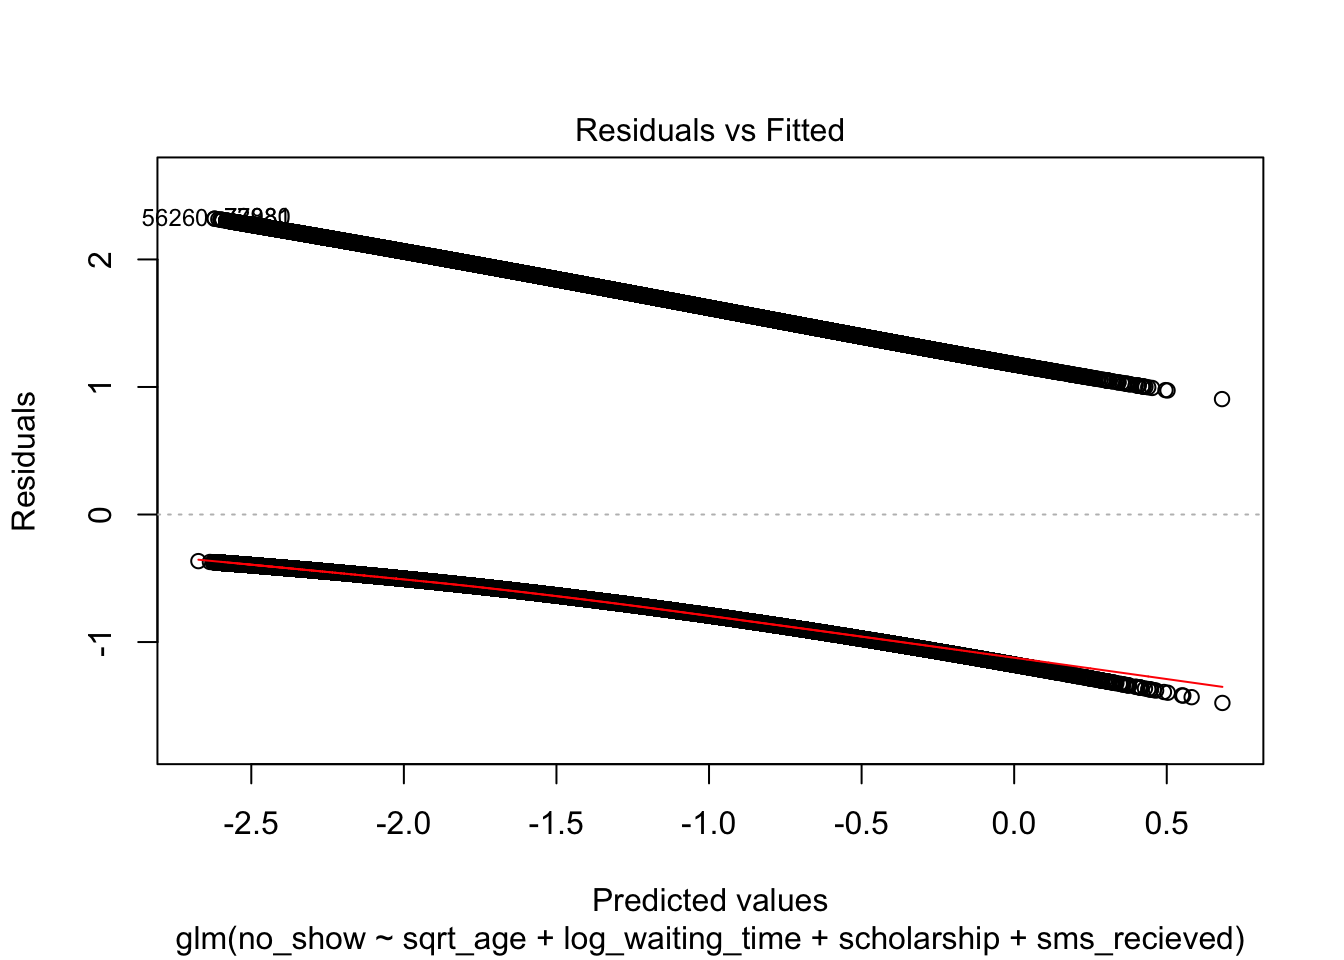 Residuals vs Fitted
56260
Residuals
2
1
0
-1
-2.5 -2.0 -1.5 -1.0 -0.5 0.0 0.5
Predicted values
glm(no_show ~ sqrt_age + log_waiting_time + scholarship + sms_recieved)